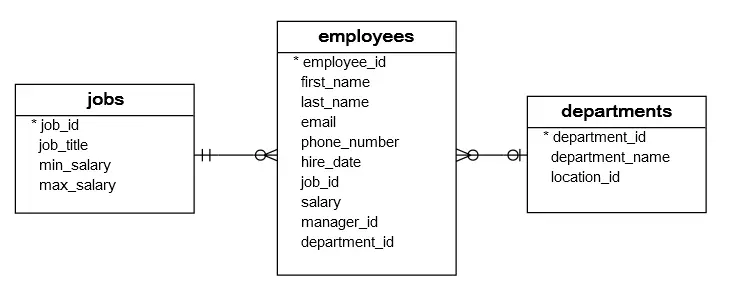 jobs
* job_id
job_title
min_salary
max_salary
employees
* employee_id
first_name
last_name
email
phone_number
hire_date
job_id
salary
manager_id
department_id
departments
* department_id
department_name
location_id